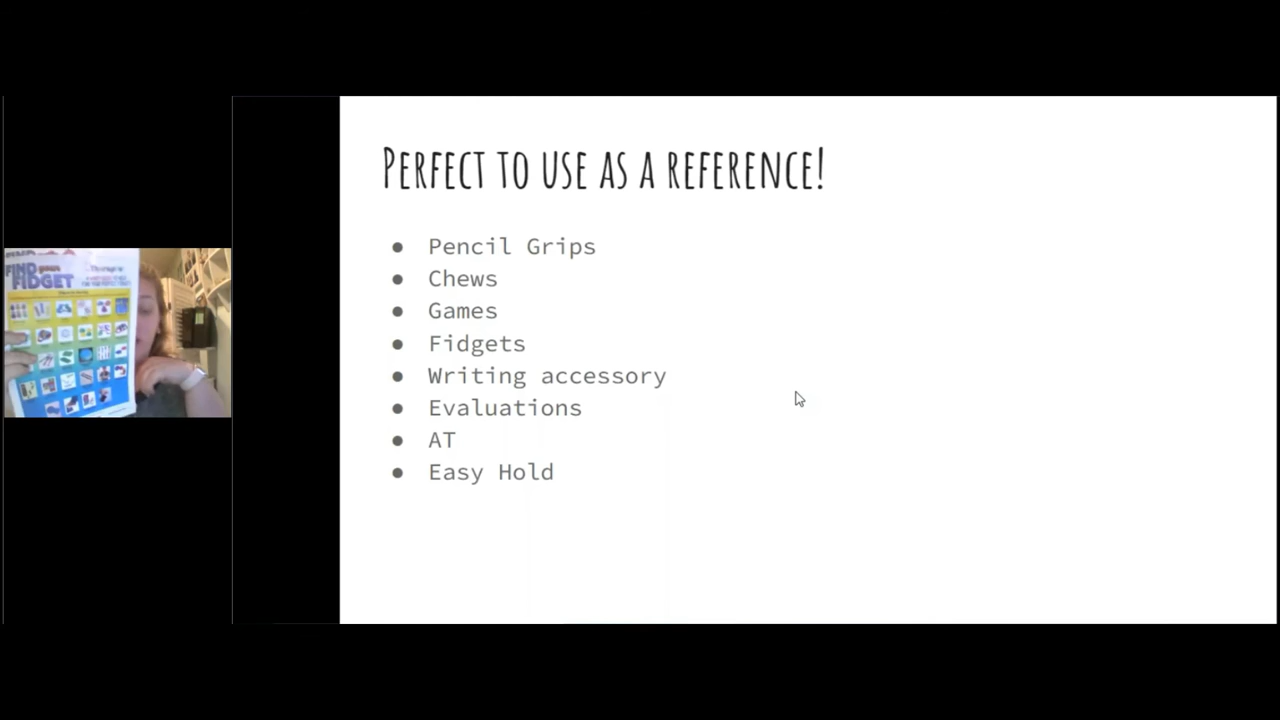 Perfect to use as a reference!
Pencil Grips
Chews
Games
Fidgets
Writing accessory
Evaluations
AT
Easy Hold
FIND your
FIDGET